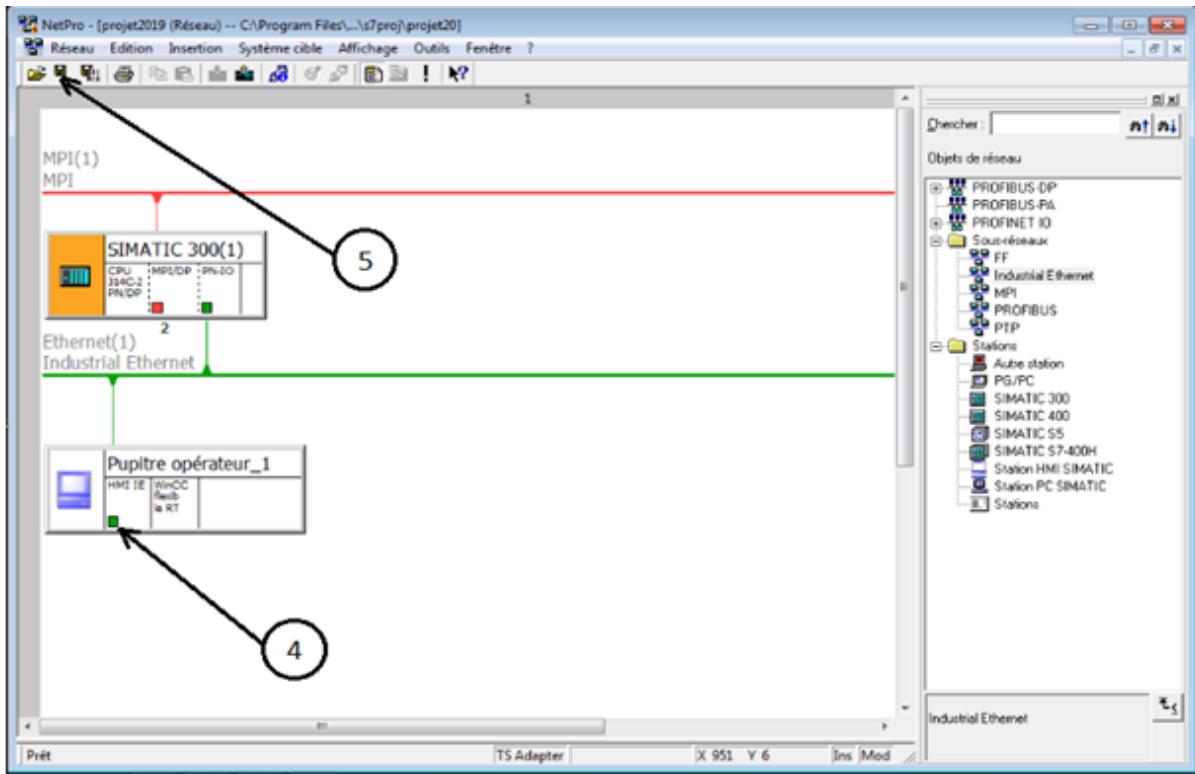 NetPro - [projet2019 (Réseau) -- C:\Program Files\...\s7proj\projet20]
Réseau Edition Insertion Système cible Affichage Outils Fenêtre ?
1
MPI(1)
MPI
SIMATIC 300(1)
CPU
314C-2
PN/DP
MPI/DP
PN-IO
2
5
Ethernet(1)
Industrial Ethernet
Pupitre opérateur_1
HMI IE
WinCC
flexib
le RT
4
Chercher :
Objets de réseau
PROFIBUS-DP
PROFIBUS-PA
PROFINET IO
Sous-réseaux
FF
Industrial Ethernet
MPI
PROFIBUS
PTP
Stations
Autre station
PG/PC
SIMATIC 300
SIMATIC 400
SIMATIC S5
SIMATIC S7-400H
Station HMI SIMATIC
Station PC SIMATIC
Stations
Industrial Ethernet
Prêt
TS Adapter
X 951 Y 6
Ins Mod